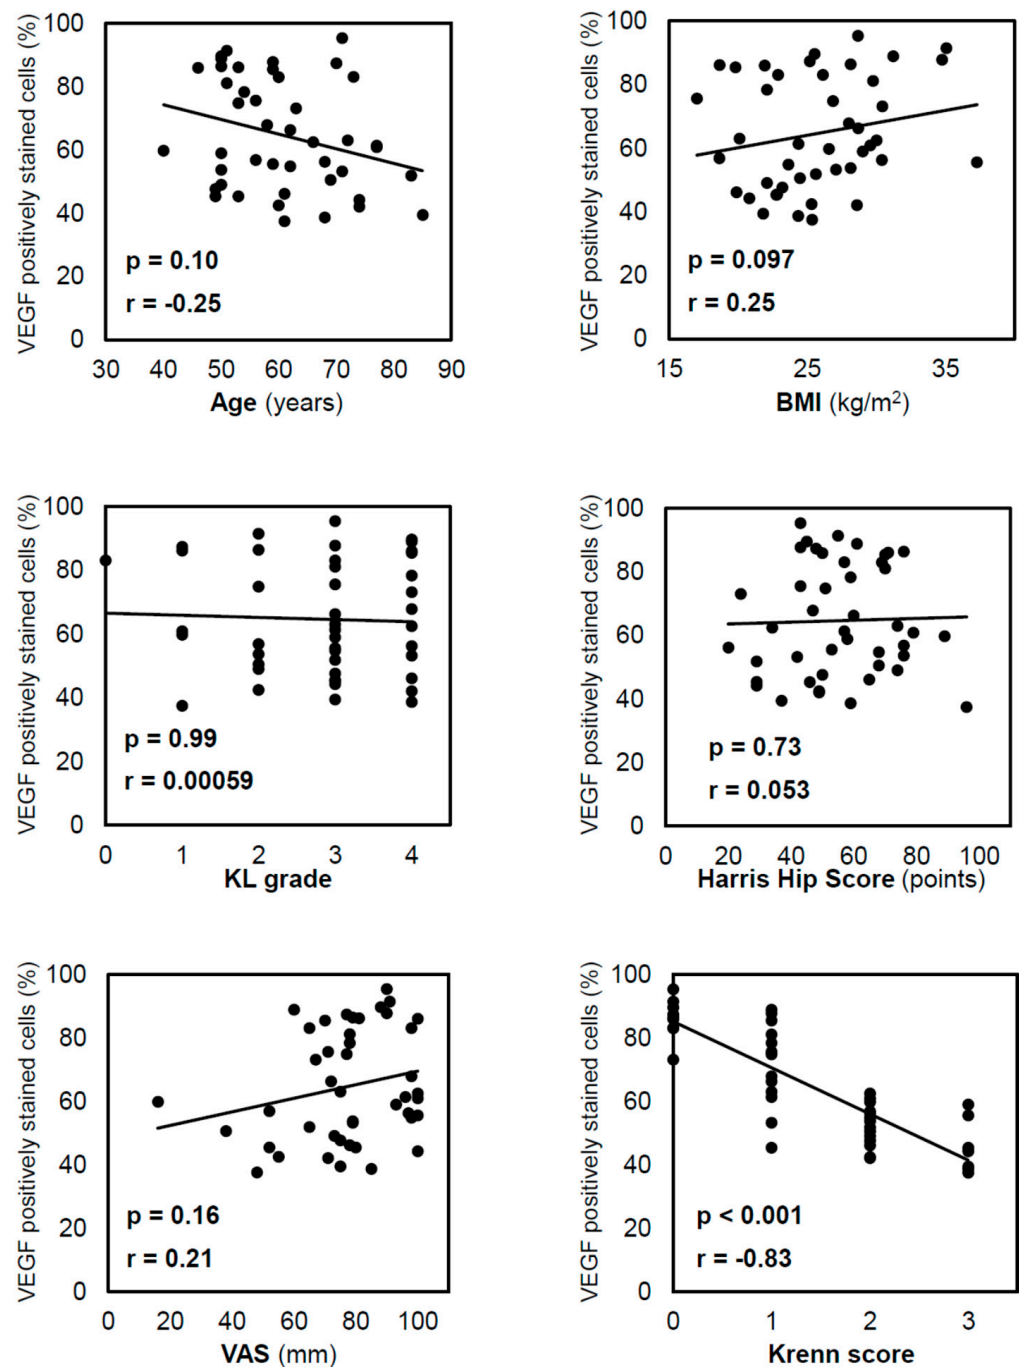 VEGF positively stained cells (%)
100
80
60
40
20
0
p = 0.10
r = -0.25
30 40 50 60 70 80 90
Age (years)
VEGF positively stained cells (%)
100
80
60
40
20
0
p = 0.097
r = 0.25
15 25 35
BMI (kg/m²)
VEGF positively stained cells (%)
100
80
60
40
20
0
p = 0.99
r = 0.00059
0 1 2 3 4
KL grade
VEGF positively stained cells (%)
100
80
60
40
20
0
p = 0.73
r = 0.053
0 20 40 60 80 100
Harris Hip Score (points)
VEGF positively stained cells (%)
100
80
60
40
20
0
p = 0.16
r = 0.21
0 20 40 60 80 100
VAS (mm)
VEGF positively stained cells (%)
100
80
60
40
20
0
p < 0.001
r = -0.83
0 1 2 3
Krenn score